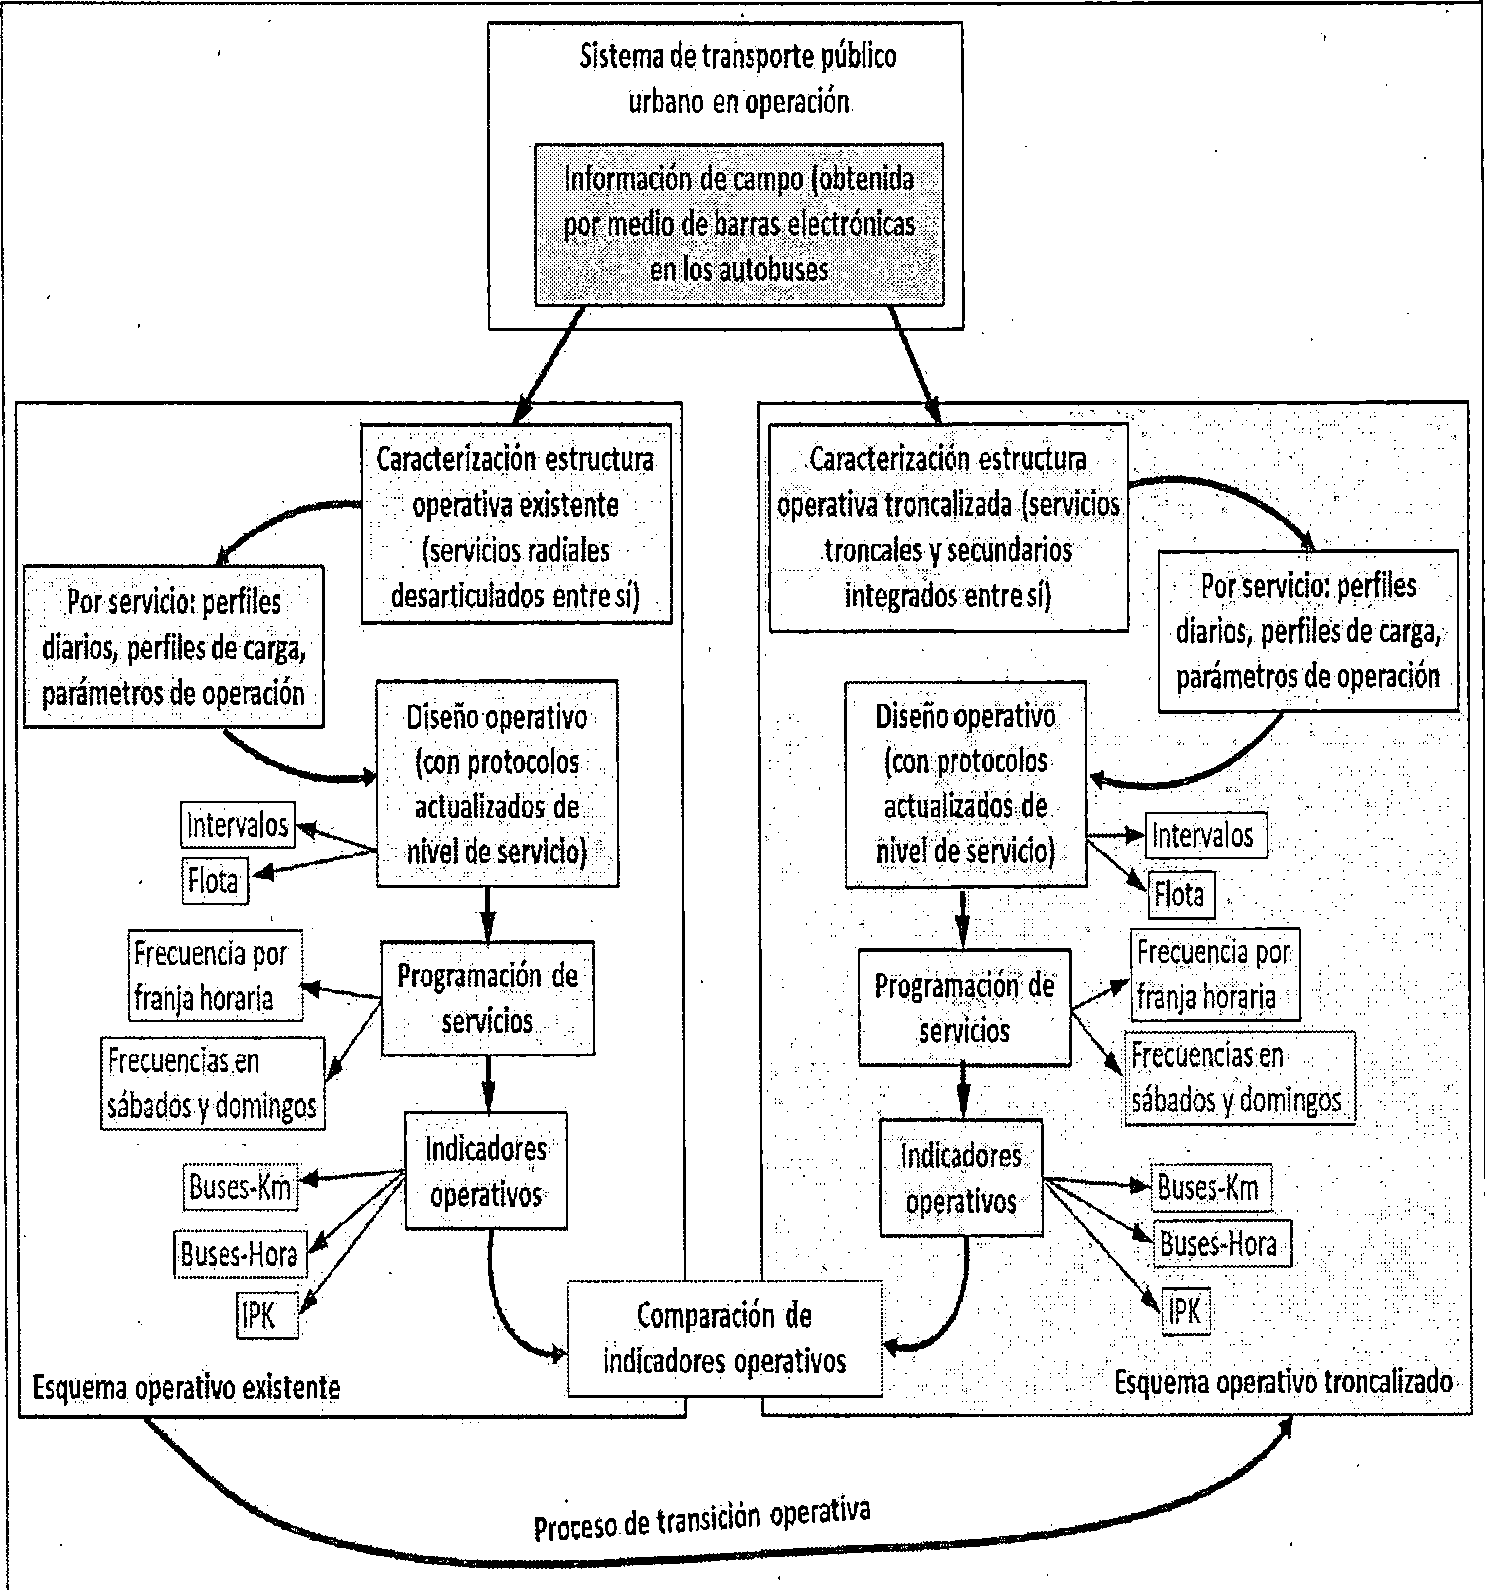 Sistema de transporte público
urbano en operación
Información de campo (obtenida
por medio de barras electrónicas
en los autobuses
Caracterización estructura
operativa existente
(servicios radiales
desarticulados entre sí)
Por servicio: perfiles
diarios, perfiles de carga,
parámetros de operación
Diseño operativo
(con protocolos
actualizados de
nivel de servicio)
Intervalos
Flota
Programación de
servicios
Frecuencia por
franja horaria
Frecuencias en
sábados y domingos
Indicadores
operativos
Buses-Km
Buses-Hora
IPK
Esquema operativo existente
Caracterización estructura
operativa troncalizada (servicios
troncales y secundarios
integrados entre sí)
Por servicio: perfiles
diarios, perfiles de carga,
parámetros de operación
Diseño operativo
(con protocolos
actualizados de
nivel de servicio)
Intervalos
Flota
Programación de
servicios
Frecuencia por
franja horaria
Frecuencias en
sábados y domingos
Indicadores
operativos
Buses-Km
Buses-Hora
IPK
Esquema operativo troncalizado
Comparación de
indicadores operativos
Proceso de transición operativa